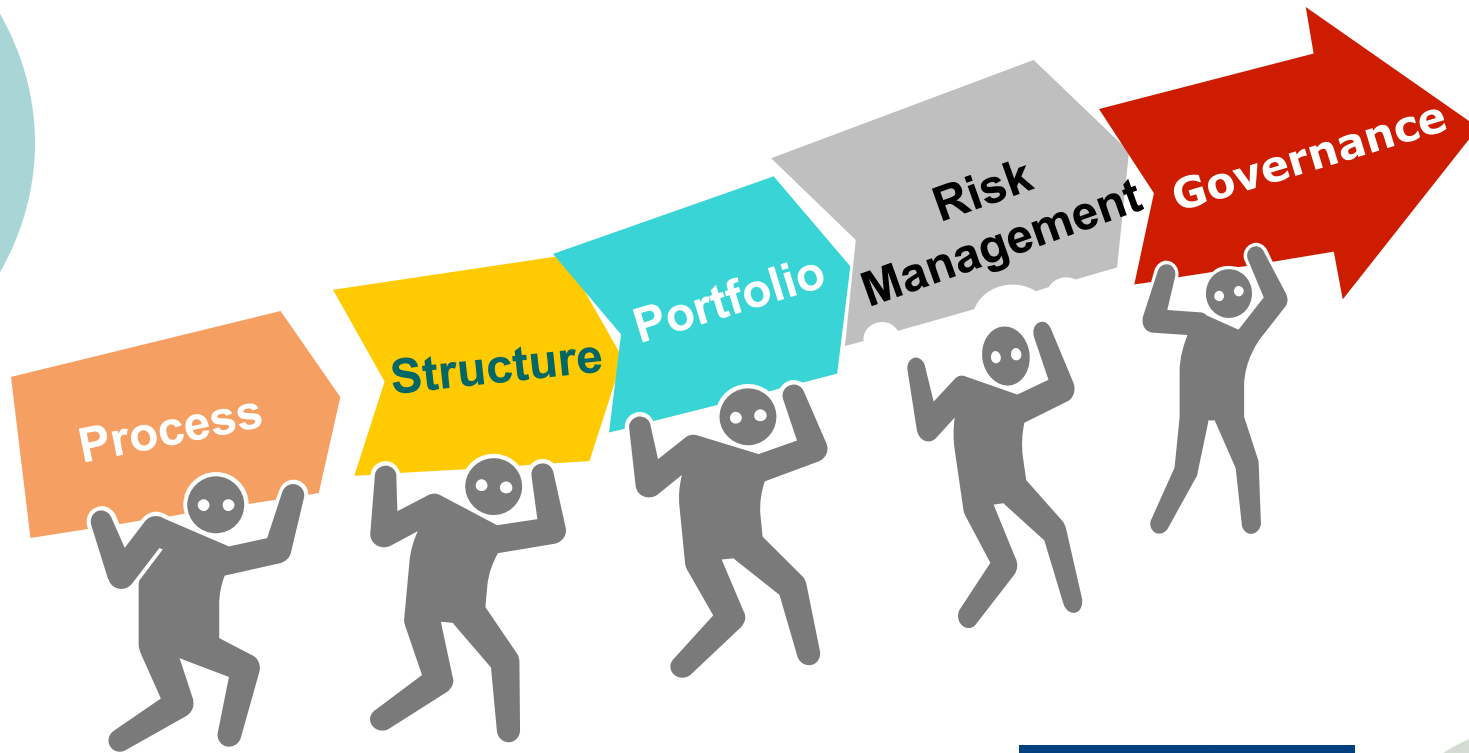 Process
Structure
Portfolio
Risk
Management
Governance